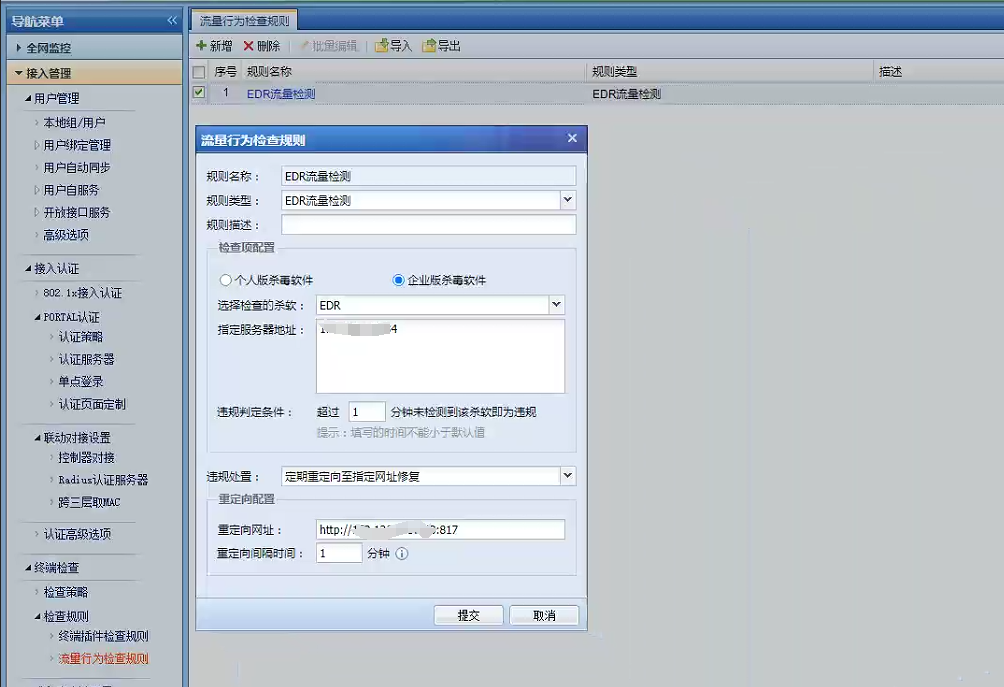 导航菜单
全网监控
接入管理
用户管理
本地组/用户
用户绑定管理
用户自动同步
用户自服务
开放接口服务
高级选项
接入认证
802.1x接入认证
PORTAL认证
认证策略
认证服务器
单点登录
认证页面定制
联动对接设置
控制器对接
Radius认证服务器
跨三层取MAC
认证高级选项
终端检查
检查策略
检查规则
终端插件检查规则
流量行为检查规则
流量行为检查规则
新增 删除 批量编辑 导入 导出
序号 规则名称 规则类型 描述
1 EDR流量检测 EDR流量检测
流量行为检查规则
规则名称： EDR流量检测
规则类型： EDR流量检测
规则描述：
检查项配置
个人版杀毒软件 企业版杀毒软件
选择检查的杀软： EDR
指定服务器地址： 4
违规判定条件： 超过 1 分钟未检测到该杀软即为违规
提示：填写的时间不能小于默认值
违规处置： 定期重定向至指定网址修复
重定向配置
重定向网址： http:// :817
重定向间隔时间： 1 分钟
提交 取消